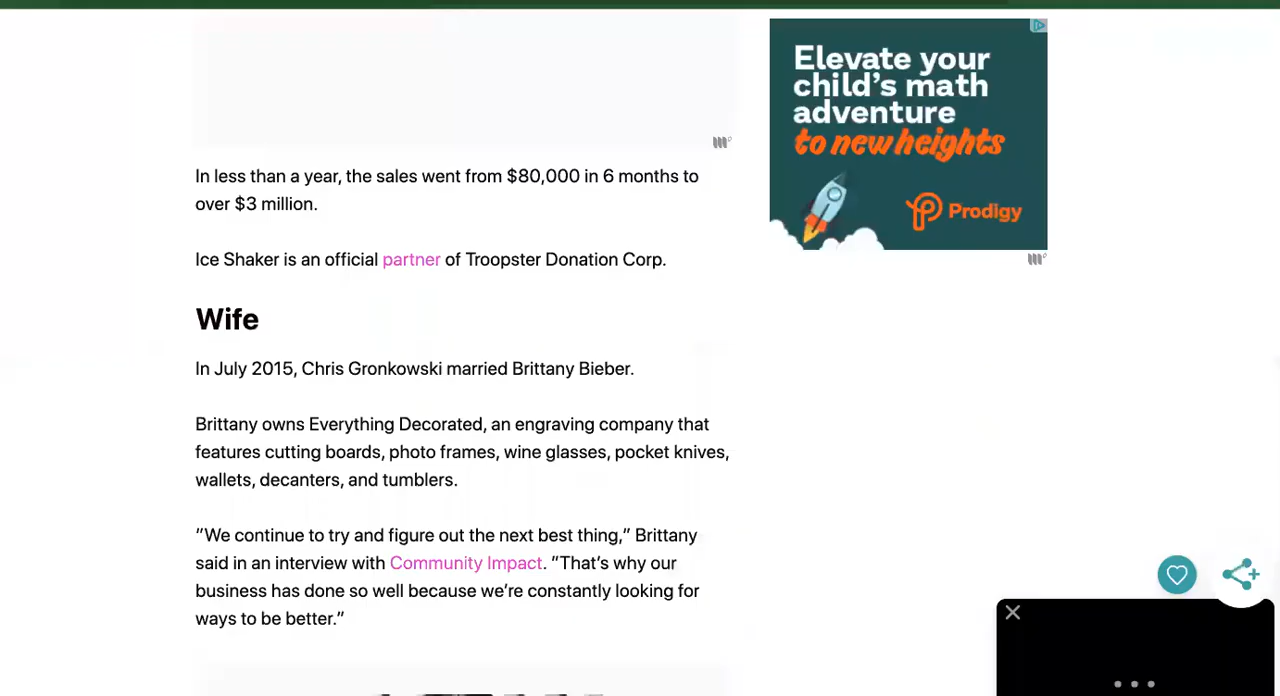 In less than a year, the sales went from $80,000 in 6 months to
over $3 million.
Ice Shaker is an official partner of Troopster Donation Corp.
Wife
In July 2015, Chris Gronkowski married Brittany Bieber.
Brittany owns Everything Decorated, an engraving company that
features cutting boards, photo frames, wine glasses, pocket knives,
wallets, decanters, and tumblers.
“We continue to try and figure out the next best thing,” Brittany
said in an interview with Community Impact. “That’s why our
business has done so well because we’re constantly looking for
ways to be better.”
Elevate your
child’s math
adventure
to new heights
Prodigy